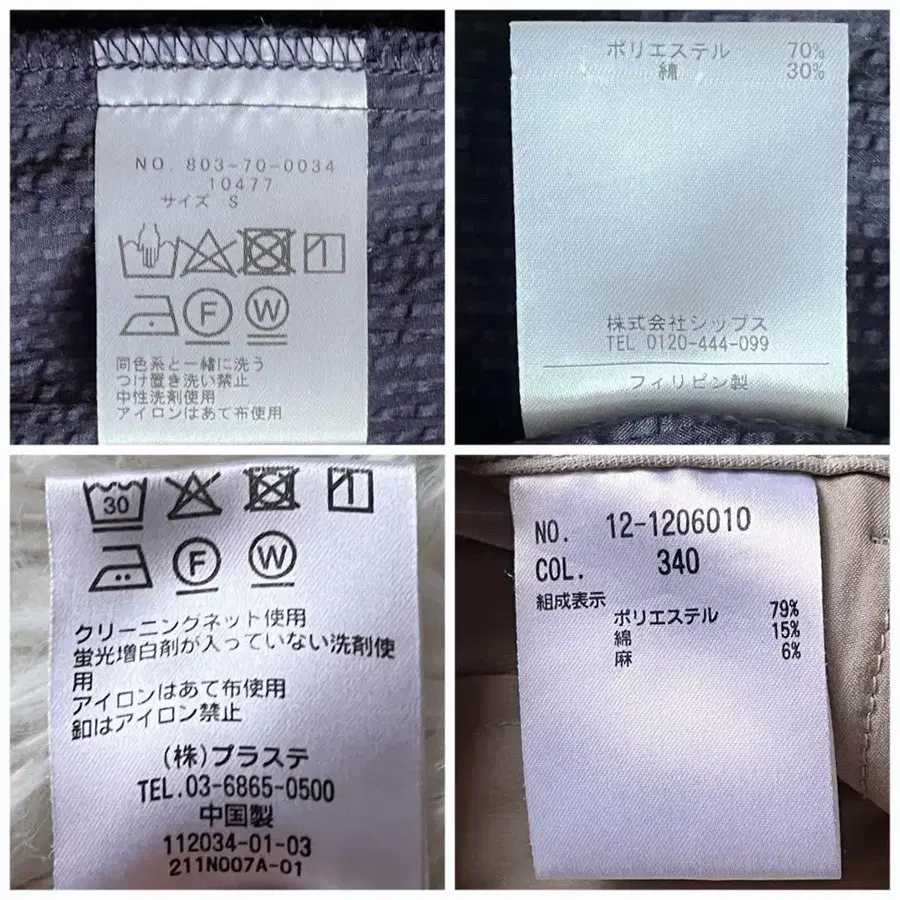 NO. 803-70-0034
10477
サイズ S
F W
同色系と一緒に洗う
つけ置き洗い禁止
中性洗剤使用
アイロンはあて布使用
ポリエステル 70%
綿 30%
株式会社シップス
TEL 0120-444-099
フィリピン製
30
F W
クリーニングネット使用
蛍光増白剤が入っていない洗剤使
用
アイロンはあて布使用
釦はアイロン禁止
(株)プラステ
TEL.03-6865-0500
中国製
112034-01-03
211N007A-01
NO. 12-1206010
COL. 340
組成表示
ポリエステル 79%
綿 15%
麻 6%